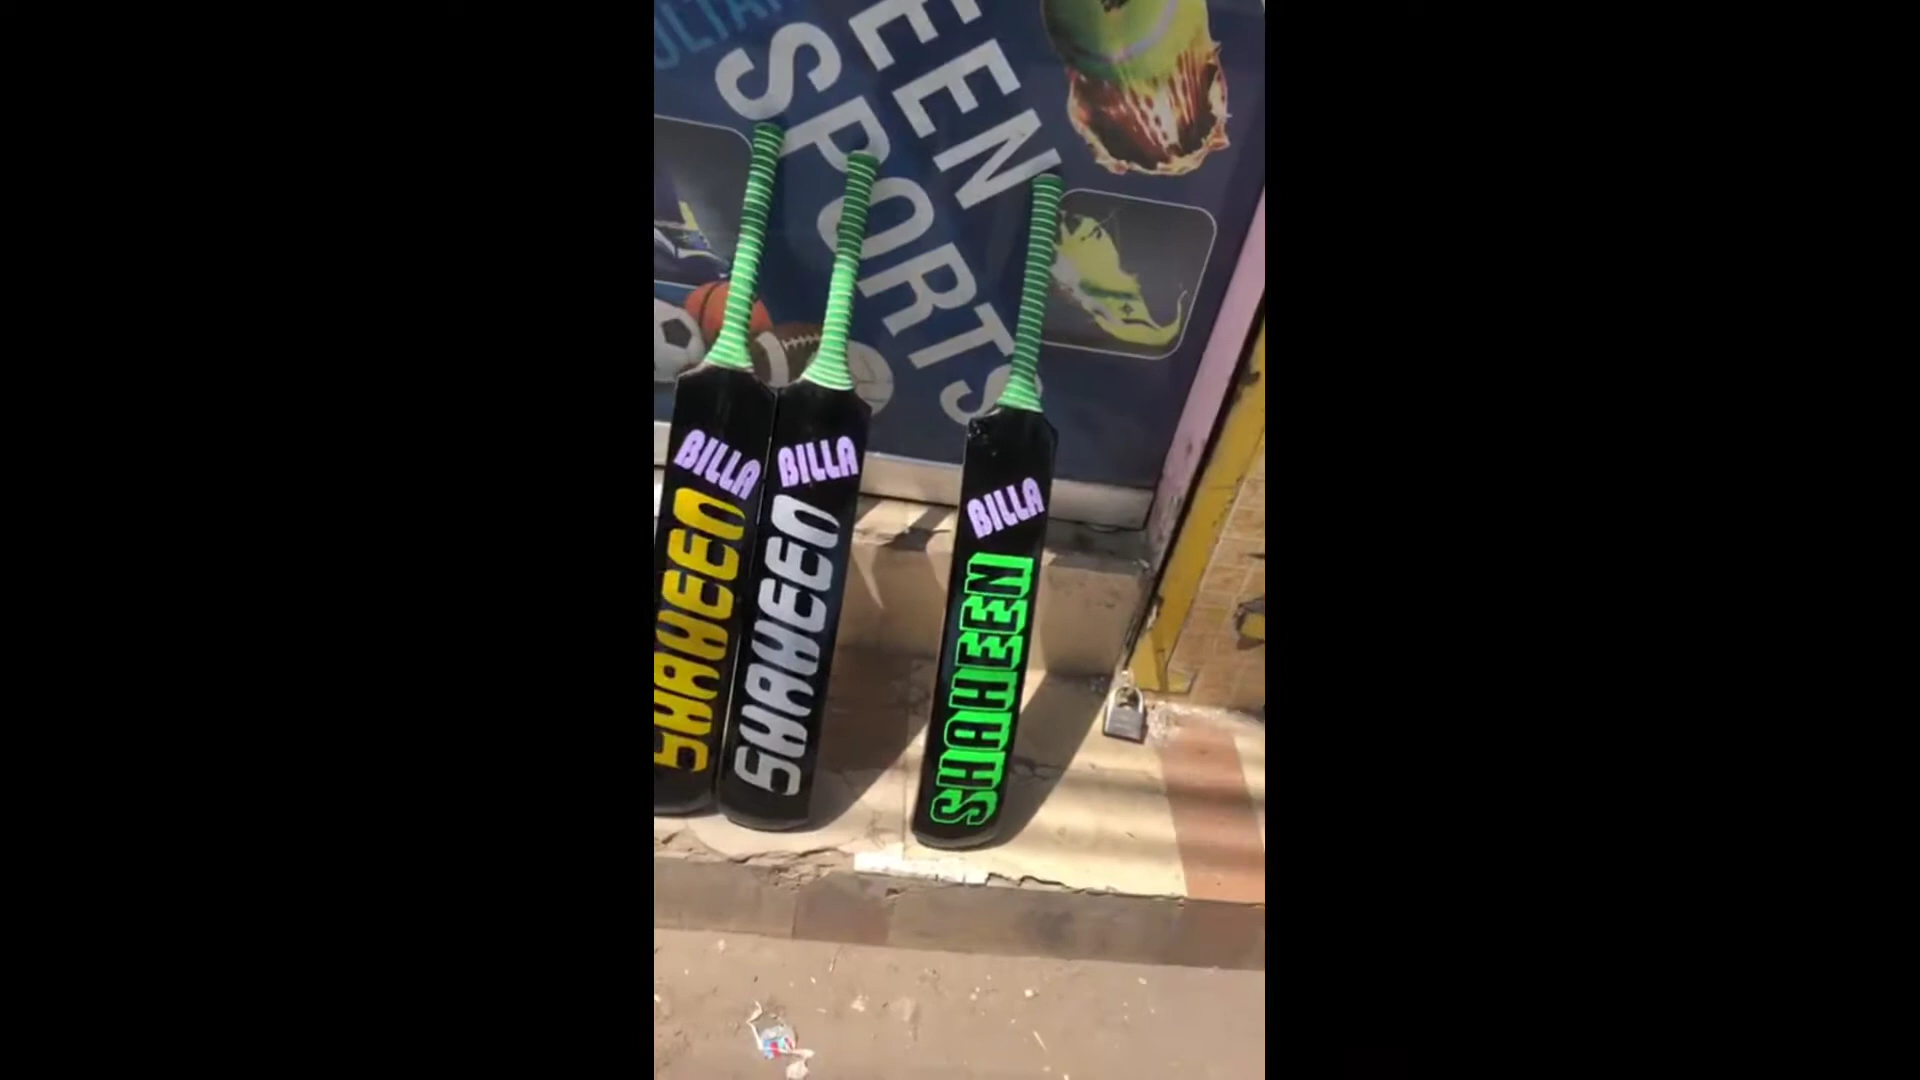 EEN
SPORTS
BILLA
SHAHEEN
BILLA
SHAHEEN
BILLA
SHAHEEN